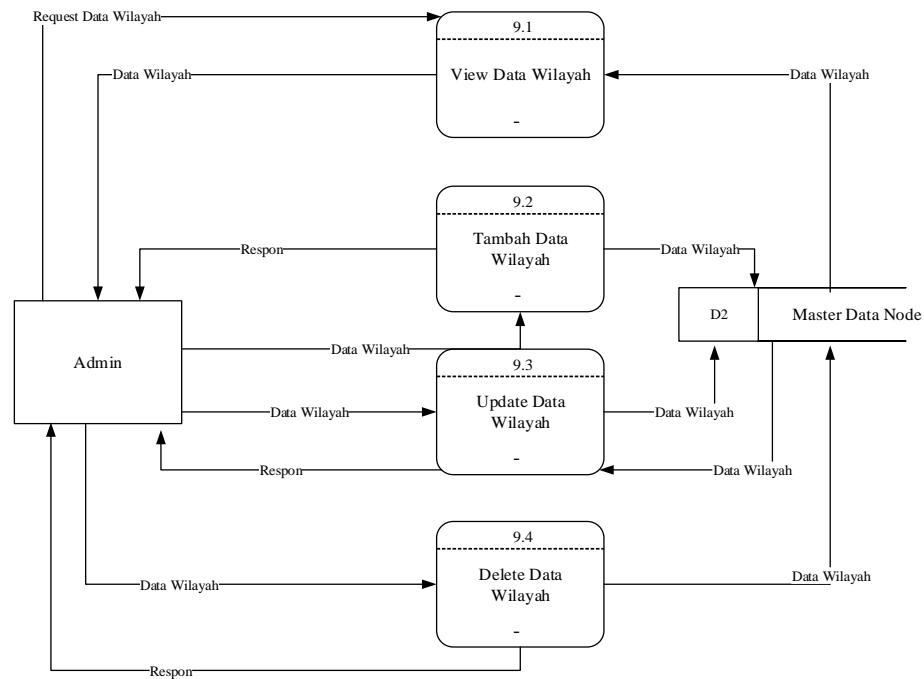 Request Data Wilayah
9.1
Data Wilayah
View Data Wilayah
Data Wilayah
-
9.2
Respon
Tambah Data
Wilayah
Data Wilayah
-
D2
Master Data Node
Admin
Data Wilayah
9.3
Data Wilayah
Update Data
Wilayah
Data Wilayah
-
Respon
Data Wilayah
9.4
Data Wilayah
Delete Data
Wilayah
Data Wilayah
-
Respon